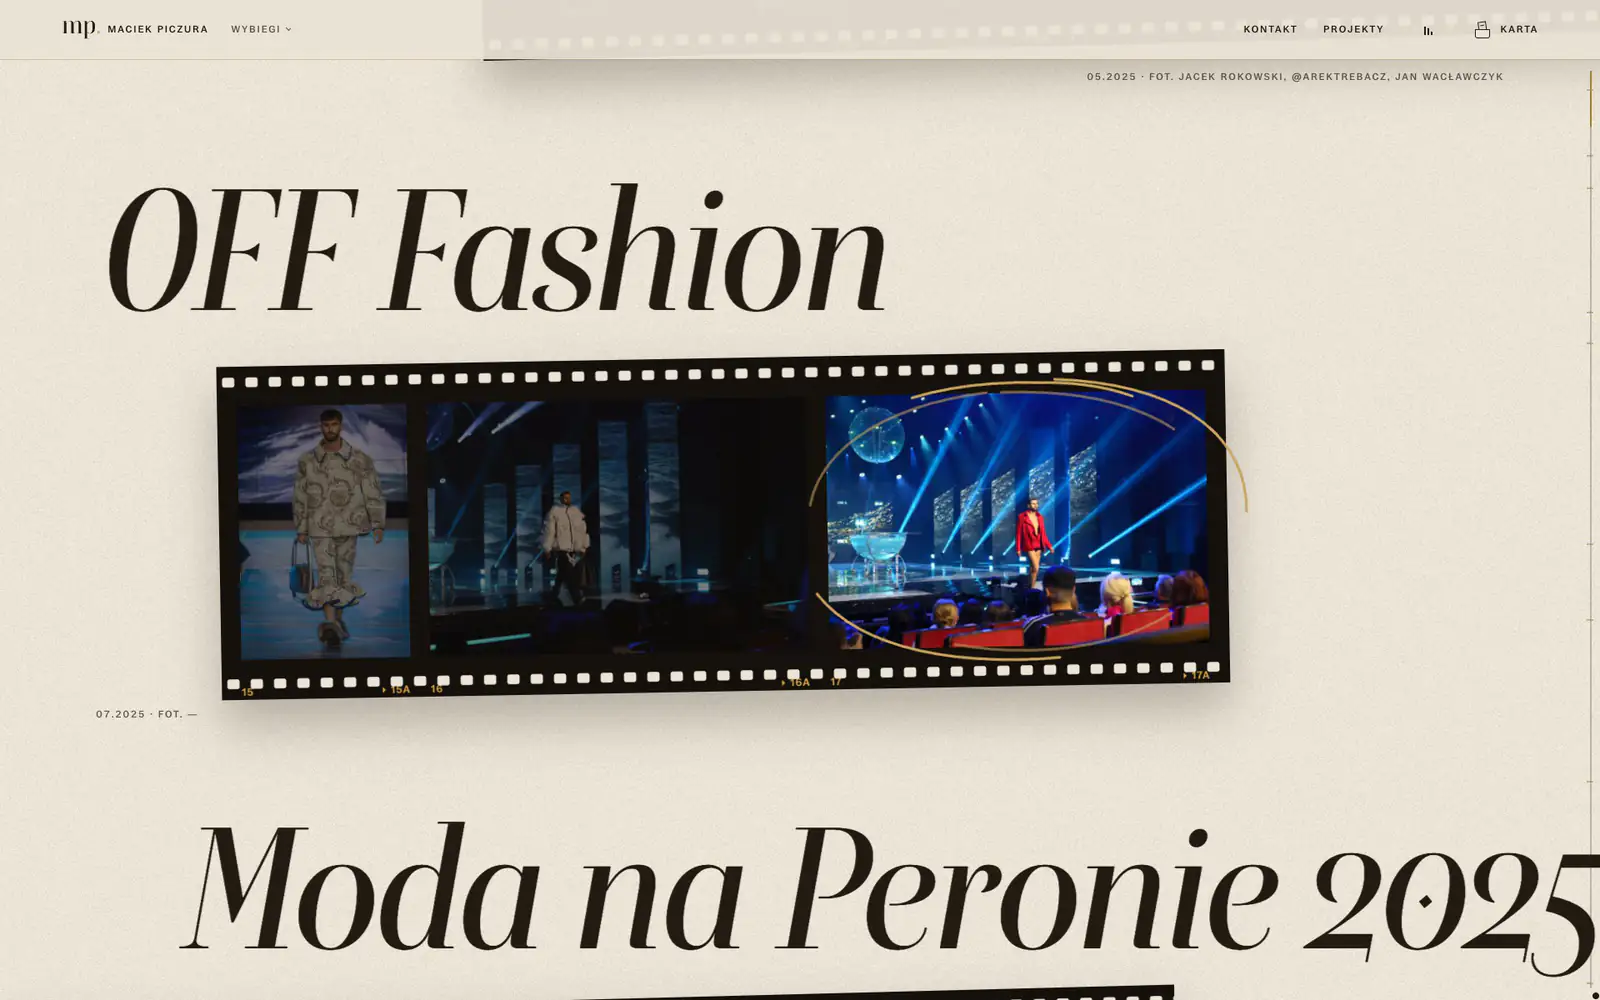 mp. MACIEK PICZURA WYBIEGI KONTAKT PROJEKTY KARTA
05.2025 · FOT. JACEK ROKOWSKI, @AREKTREBACZ, JAN WACŁAWCZYK
OFF Fashion
15 15A 16 16A 17 17A
07.2025 · FOT. —
Moda na Peronie 2025